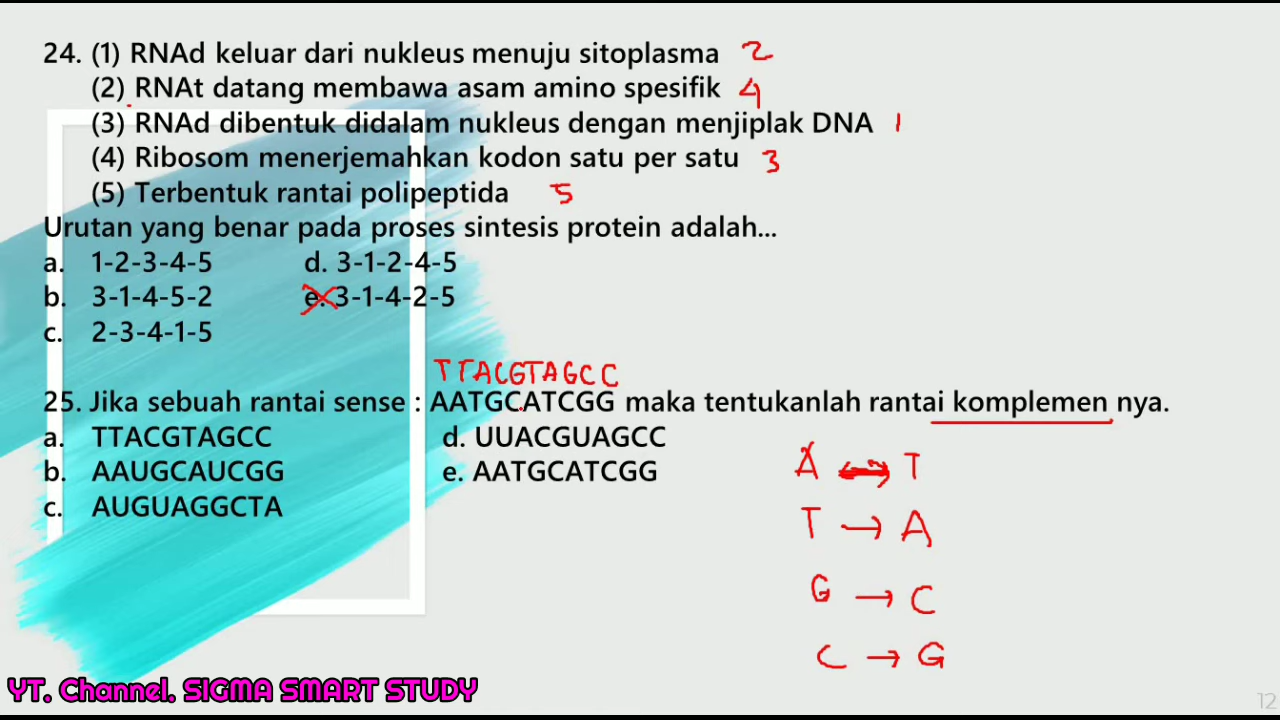 24. (1) RNAd keluar dari nukleus menuju sitoplasma 2
(2) RNAt datang membawa asam amino spesifik 4
(3) RNAd dibentuk didalam nukleus dengan menjiplak DNA 1
(4) Ribosom menerjemahkan kodon satu per satu 3
(5) Terbentuk rantai polipeptida 5
Urutan yang benar pada proses sintesis protein adalah...
a. 1-2-3-4-5 d. 3-1-2-4-5
b. 3-1-4-5-2 e. 3-1-4-2-5
c. 2-3-4-1-5
TTACGTAGCC
25. Jika sebuah rantai sense : AATGCATCGG maka tentukanlah rantai komplemen nya.
a. TTACGTAGCC d. UUACGUAGCC
b. AAUGCAUCGG e. AATGCATCGG
c. AUGUAGGCTA
A ↔ T
T → A
G → C
C → G
YT. Channel. SIGMA SMART STUDY
12